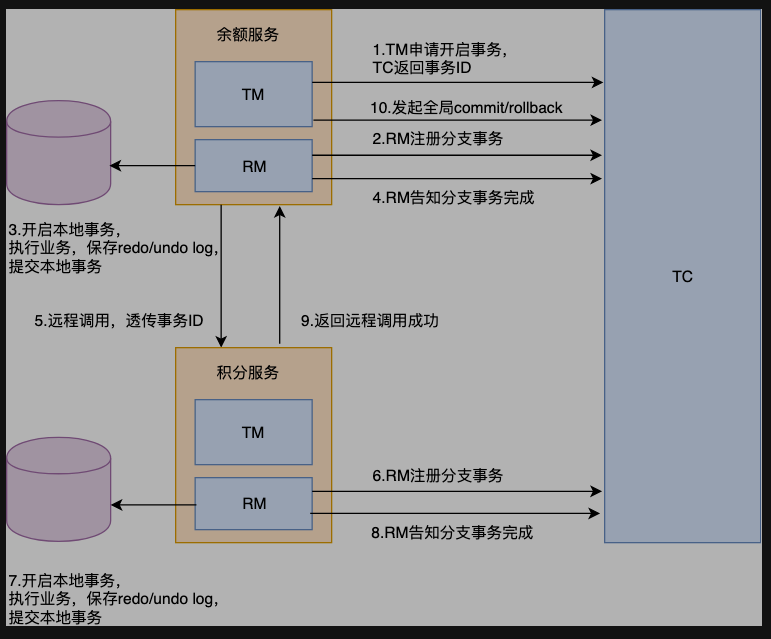 余额服务
1.TM申请开启事务，
TC返回事务ID
TM
10.发起全局commit/rollback
2.RM注册分支事务
RM
4.RM告知分支事务完成
3.开启本地事务，
执行业务，保存redo/undo log，
提交本地事务
TC
5.远程调用，透传事务ID
9.返回远程调用成功
积分服务
TM
6.RM注册分支事务
RM
8.RM告知分支事务完成
7.开启本地事务，
执行业务，保存redo/undo log，
提交本地事务